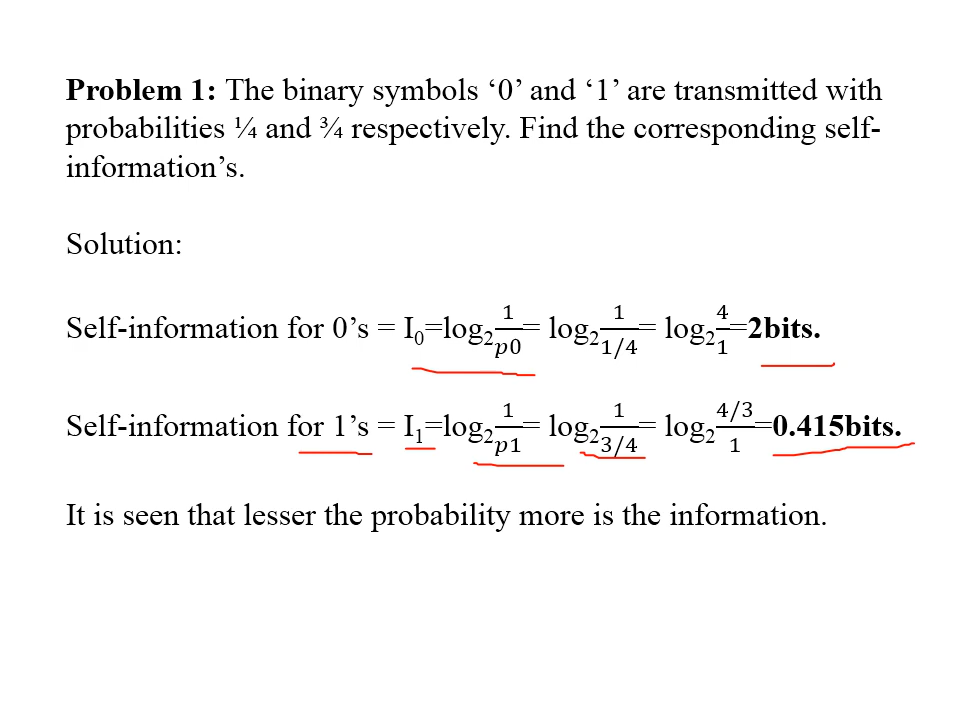 Problem 1: The binary symbols ‘0’ and ‘1’ are transmitted with
probabilities ¼ and ¾ respectively. Find the corresponding self-
information’s.
Solution:
Self-information for 0’s = I₀=log₂ 1/p0 = log₂ 1/1/4 = log₂ 4/1 =2bits.
Self-information for 1’s = I₁=log₂ 1/p1 = log₂ 1/3/4 = log₂ 4/3/1 =0.415bits.
It is seen that lesser the probability more is the information.